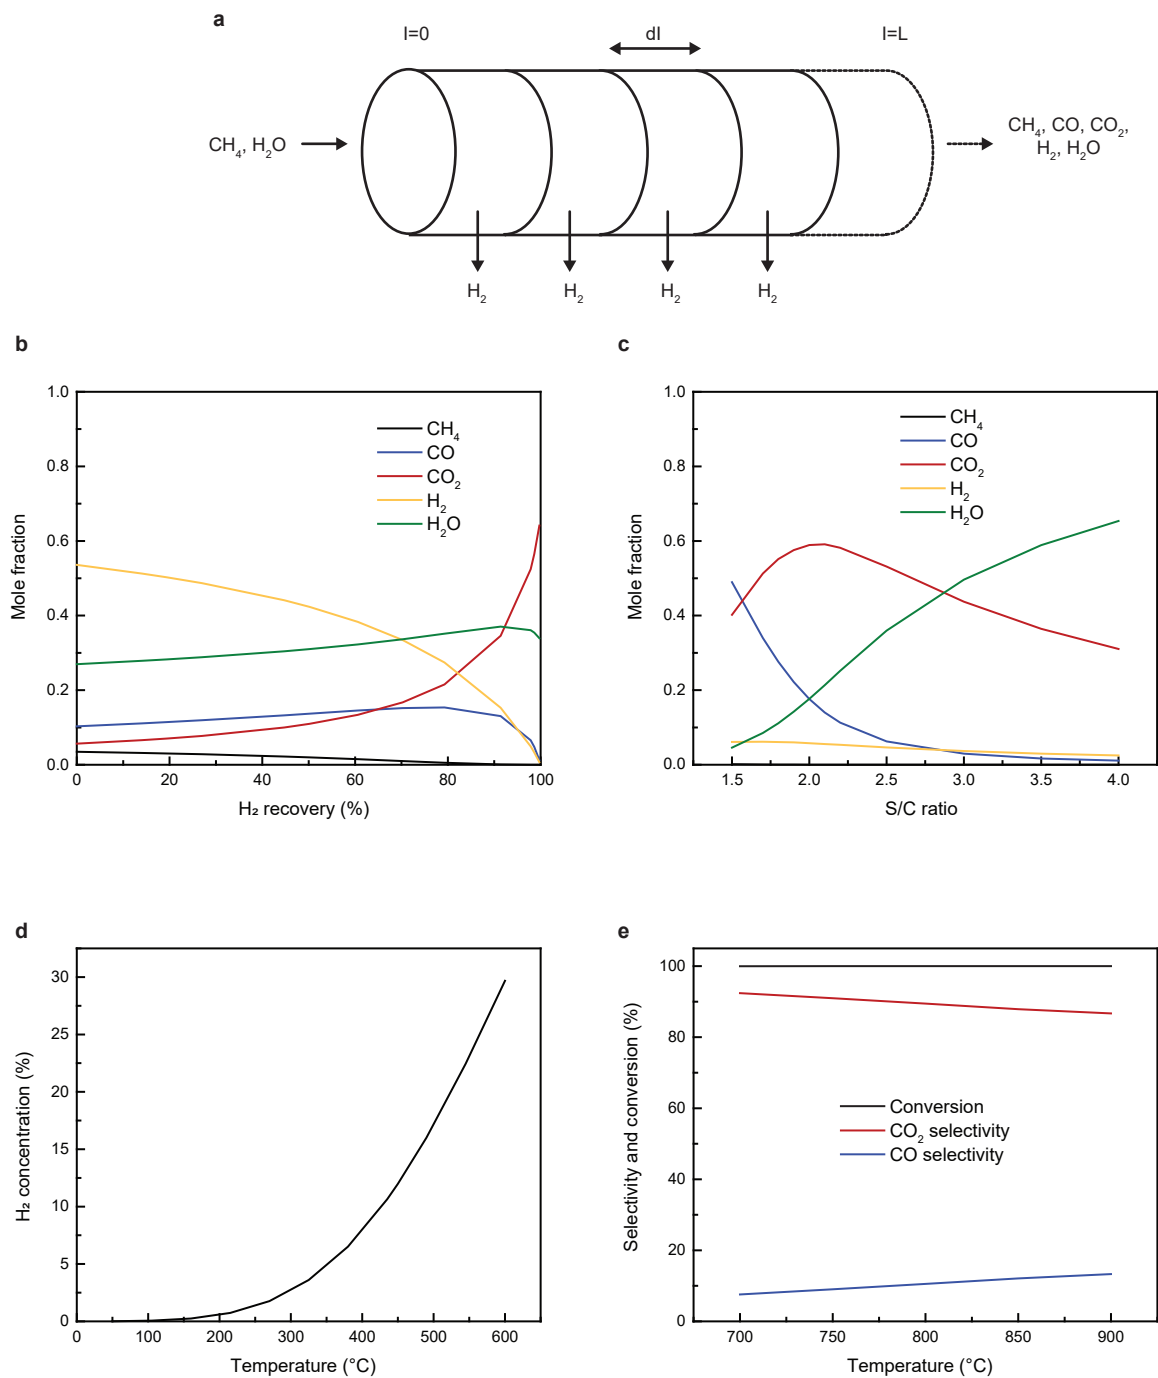 a
I=0
dI
I=L
CH₄, H₂O
CH₄, CO, CO₂,
H₂, H₂O
H₂
H₂
H₂
H₂
b
Mole fraction
1.0
0.8
0.6
0.4
0.2
0.0
CH₄
CO
CO₂
H₂
H₂O
0
20
40
60
80
100
H₂ recovery (%)
c
Mole fraction
1.0
0.8
0.6
0.4
0.2
0.0
CH₄
CO
CO₂
H₂
H₂O
1.5
2.0
2.5
3.0
3.5
4.0
S/C ratio
d
H₂ concentration (%)
30
25
20
15
10
5
0
0
100
200
300
400
500
600
Temperature (°C)
e
Selectivity and conversion (%)
100
80
60
40
20
0
Conversion
CO₂ selectivity
CO selectivity
700
750
800
850
900
Temperature (°C)